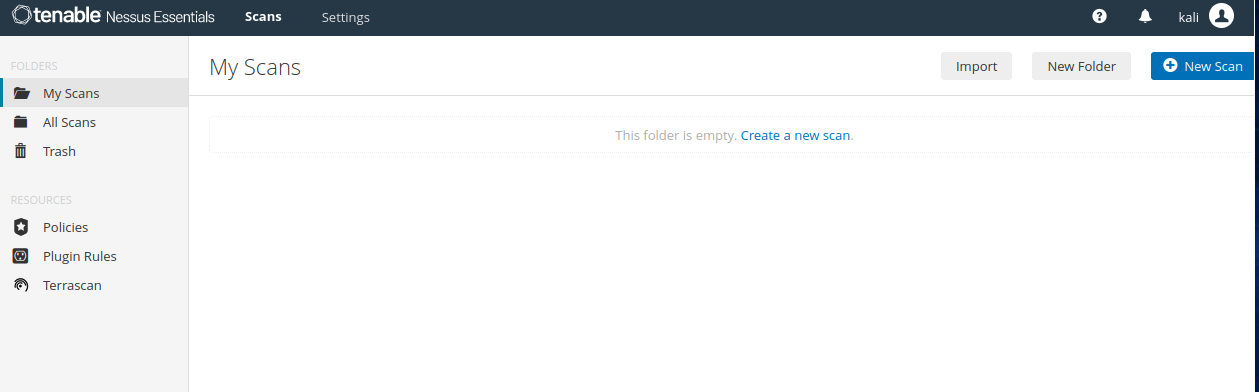 tenable Nessus Essentials Scans Settings kali
FOLDERS
My Scans
All Scans
Trash
RESOURCES
Policies
Plugin Rules
Terrascan
My Scans
Import New Folder New Scan
This folder is empty. Create a new scan.